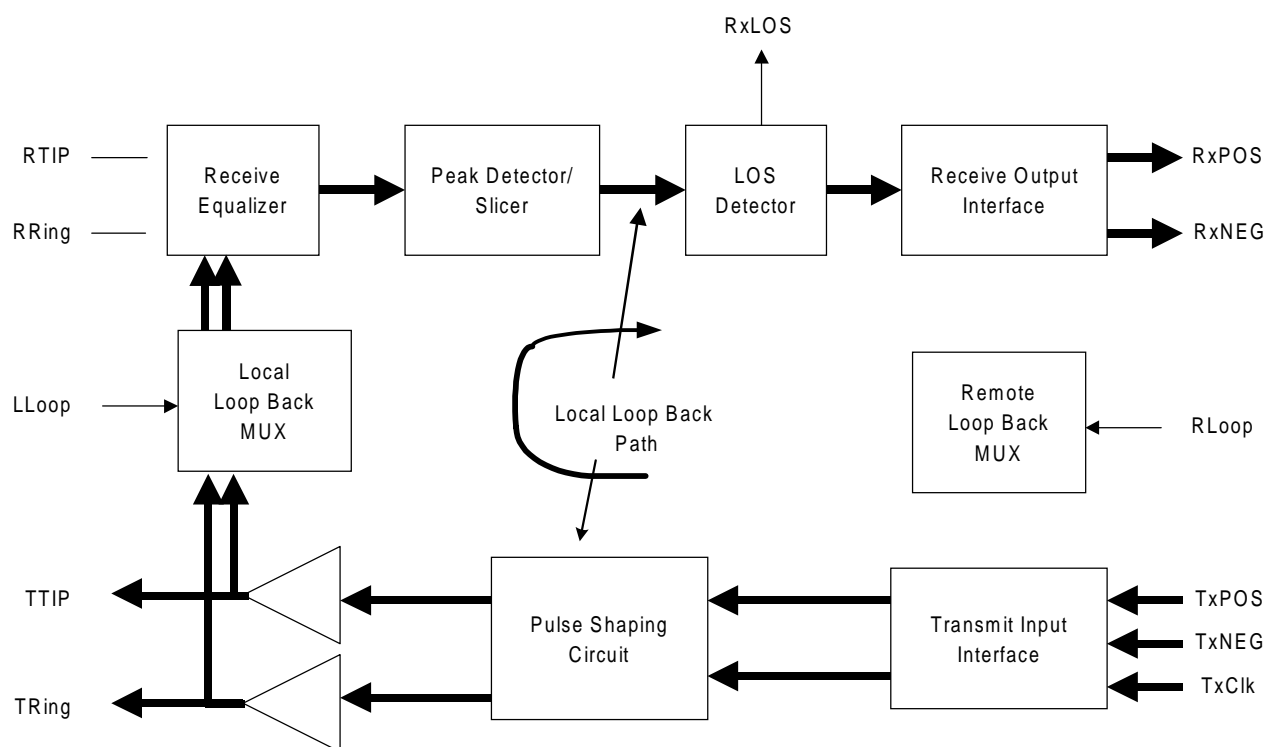 RxLOS
RTIP
RRing
Receive
Equalizer
Peak Detector/
Slicer
LOS
Detector
Receive Output
Interface
RxPOS
RxNEG
LLoop
Local
Loop Back
MUX
Local Loop Back
Path
Remote
Loop Back
MUX
RLoop
TTIP
TRing
Pulse Shaping
Circuit
Transmit Input
Interface
TxPOS
TxNEG
TxClk